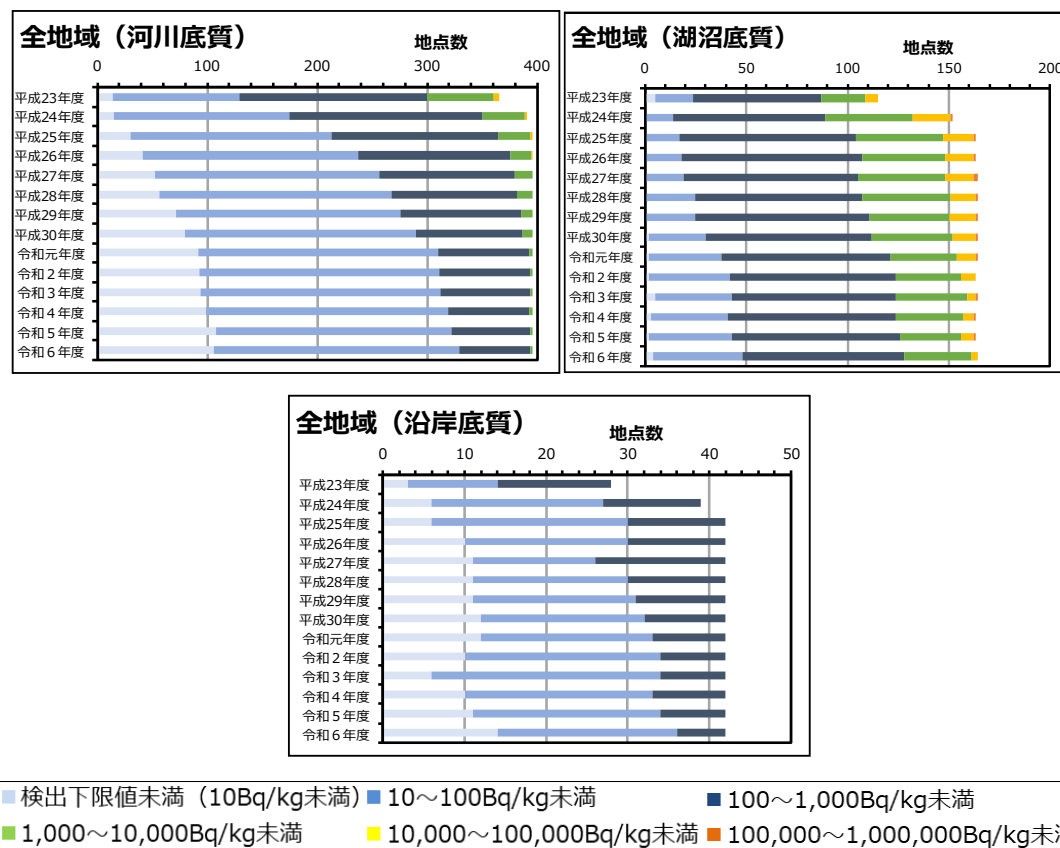 全地域（河川底質）
地点数
0 100 200 300 400
平成23年度
平成24年度
平成25年度
平成26年度
平成27年度
平成28年度
平成29年度
平成30年度
令和元年度
令和２年度
令和３年度
令和４年度
令和５年度
令和６年度
全地域（湖沼底質）
地点数
0 50 100 150 200
平成23年度
平成24年度
平成25年度
平成26年度
平成27年度
平成28年度
平成29年度
平成30年度
令和元年度
令和２年度
令和３年度
令和４年度
令和５年度
令和６年度
全地域（沿岸底質）
地点数
0 10 20 30 40 50
平成23年度
平成24年度
平成25年度
平成26年度
平成27年度
平成28年度
平成29年度
平成30年度
令和元年度
令和２年度
令和３年度
令和４年度
令和５年度
令和６年度
検出下限値未満（10Bq/kg未満） 10～100Bq/kg未満 100～1,000Bq/kg未満
1,000～10,000Bq/kg未満 10,000～100,000Bq/kg未満 100,000～1,000,000Bq/kg未